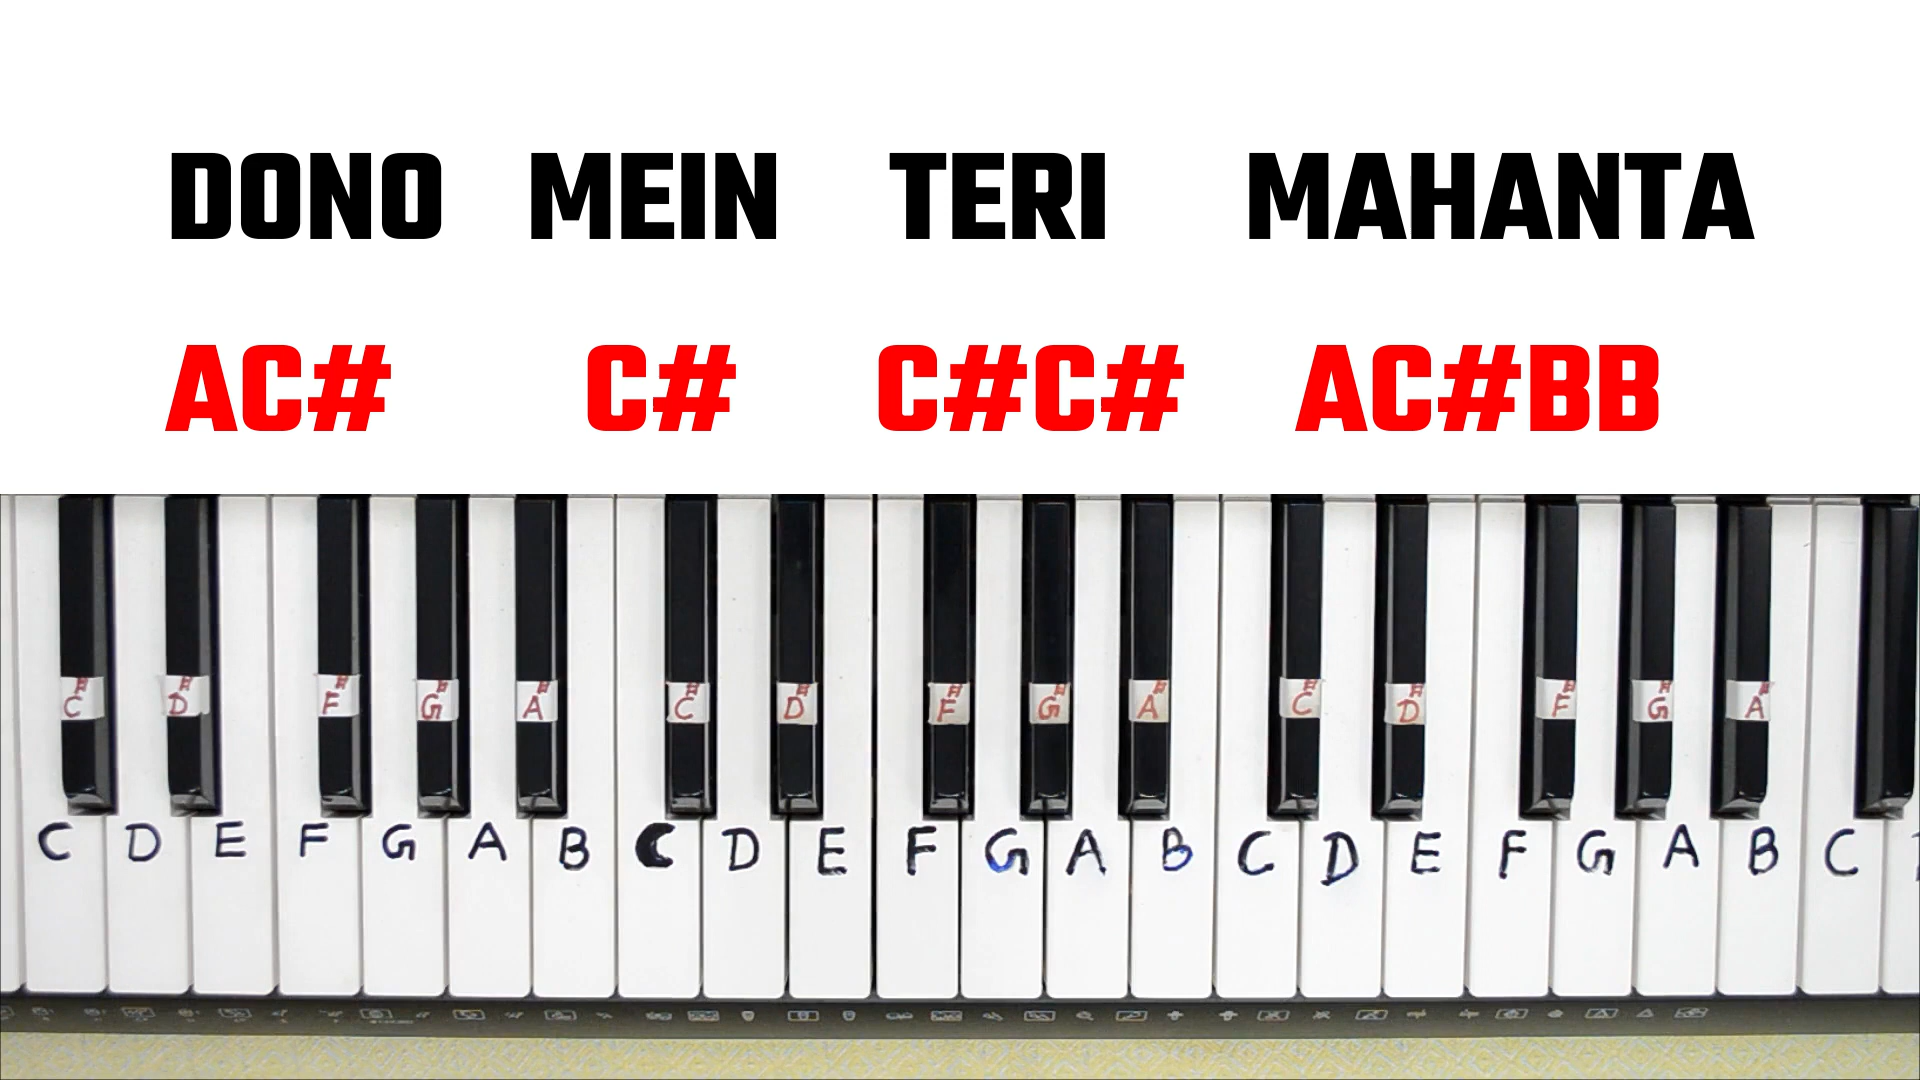 DONO MEIN TERI MAHANTA
AC# C# C#C# AC#BB
C# D# F# G# A# C# D# F# G# A# C# D# F# G# A#
C D E F G A B C D E F G A B C D E F G A B C